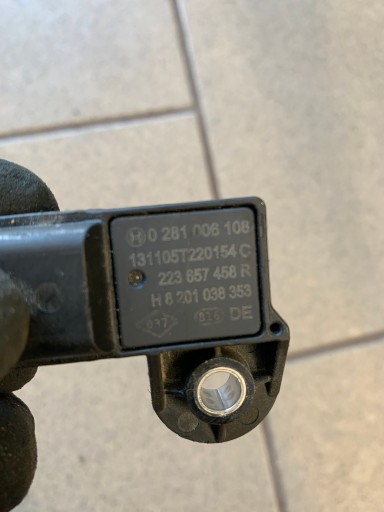 H 0 281 006 108
131105T220154 C
223 657 458 R
H 8 201 038 353
DE